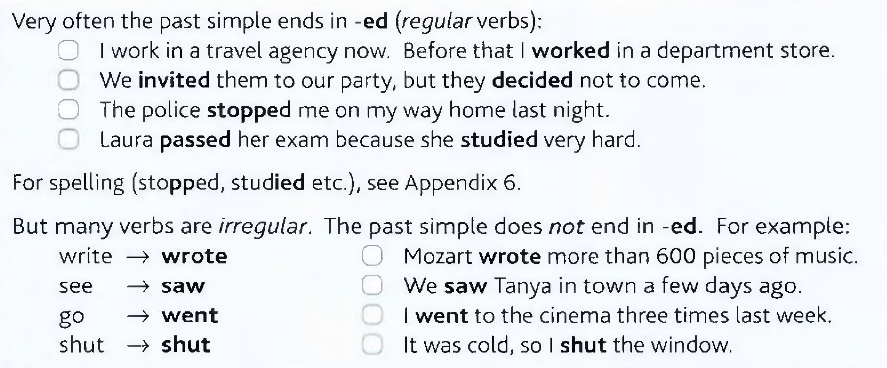 Very often the past simple ends in -ed (regular verbs):
I work in a travel agency now. Before that I worked in a department store.
We invited them to our party, but they decided not to come.
The police stopped me on my way home last night.
Laura passed her exam because she studied very hard.
For spelling (stopped, studied etc.), see Appendix 6.
But many verbs are irregular. The past simple does not end in -ed. For example:
write → wrote Mozart wrote more than 600 pieces of music.
see → saw We saw Tanya in town a few days ago.
go → went I went to the cinema three times last week.
shut → shut It was cold, so I shut the window.